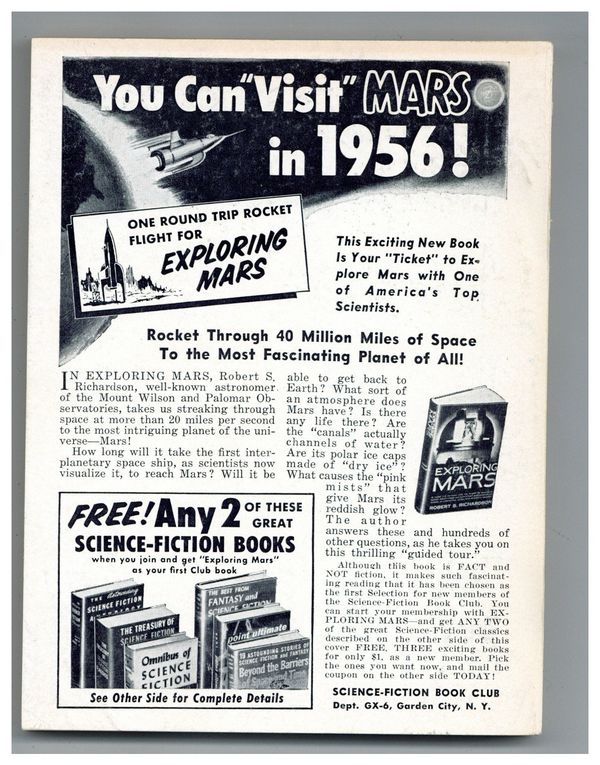 You Can "Visit" MARS
in 1956!
ONE ROUND TRIP ROCKET
FLIGHT FOR
EXPLORING
MARS
This Exciting New Book
Is Your "Ticket" to Ex-
plore Mars with One
of America's Top
Scientists.
Rocket Through 40 Million Miles of Space
To the Most Fascinating Planet of All!
IN EXPLORING MARS, Robert S.
Richardson, well-known astronomer
of the Mount Wilson and Palomar Ob-
servatories, takes us streaking through
space at more than 20 miles per second
to the most intriguing planet of the uni-
verse—Mars!
How long will it take the first inter-
planetary space ship, as scientists now
visualize it, to reach Mars? Will it be
able to get back to
Earth? What sort of
an atmosphere does
Mars have? Is there
any life there? Are
the "canals" actually
channels of water?
Are its polar ice caps
made of "dry ice"?
What causes the "pink
mists" that
give Mars its
reddish glow?
The author
answers these and hundreds of
other questions, as he takes you on
this thrilling "guided tour."
Although this book is FACT and
NOT fiction, it makes such fascinat-
ing reading that it has been chosen as
the first Selection for new members of
the Science-Fiction Book Club. You
can start your membership with EX-
PLORING MARS—and get ANY TWO
of the great Science-Fiction classics
described on the other side of this
cover FREE. THREE exciting books
for only $1, as a new member. Pick
the ones you want now, and mail the
coupon on the other side TODAY!
SCIENCE-FICTION BOOK CLUB
Dept. GX-6, Garden City, N. Y.
EXPLORING
MARS
ROBERT S. RICHARDSON
FREE! Any 2 OF THESE
GREAT
SCIENCE-FICTION BOOKS
when you join and get "Exploring Mars"
as your first Club book
THE Astounding
SCIENCE FICTION
THE TREASURY OF
SCIENCE FICTION
Omnibus of
SCIENCE
FICTION
THE BEST FROM
FANTASY and
SCIENCE FICTION
point ultimate
19 ASTOUNDING STORIES OF
SCIENCE FICTION AND FANTASY
Beyond the Barriers
of Space and T
See Other Side for Complete Details